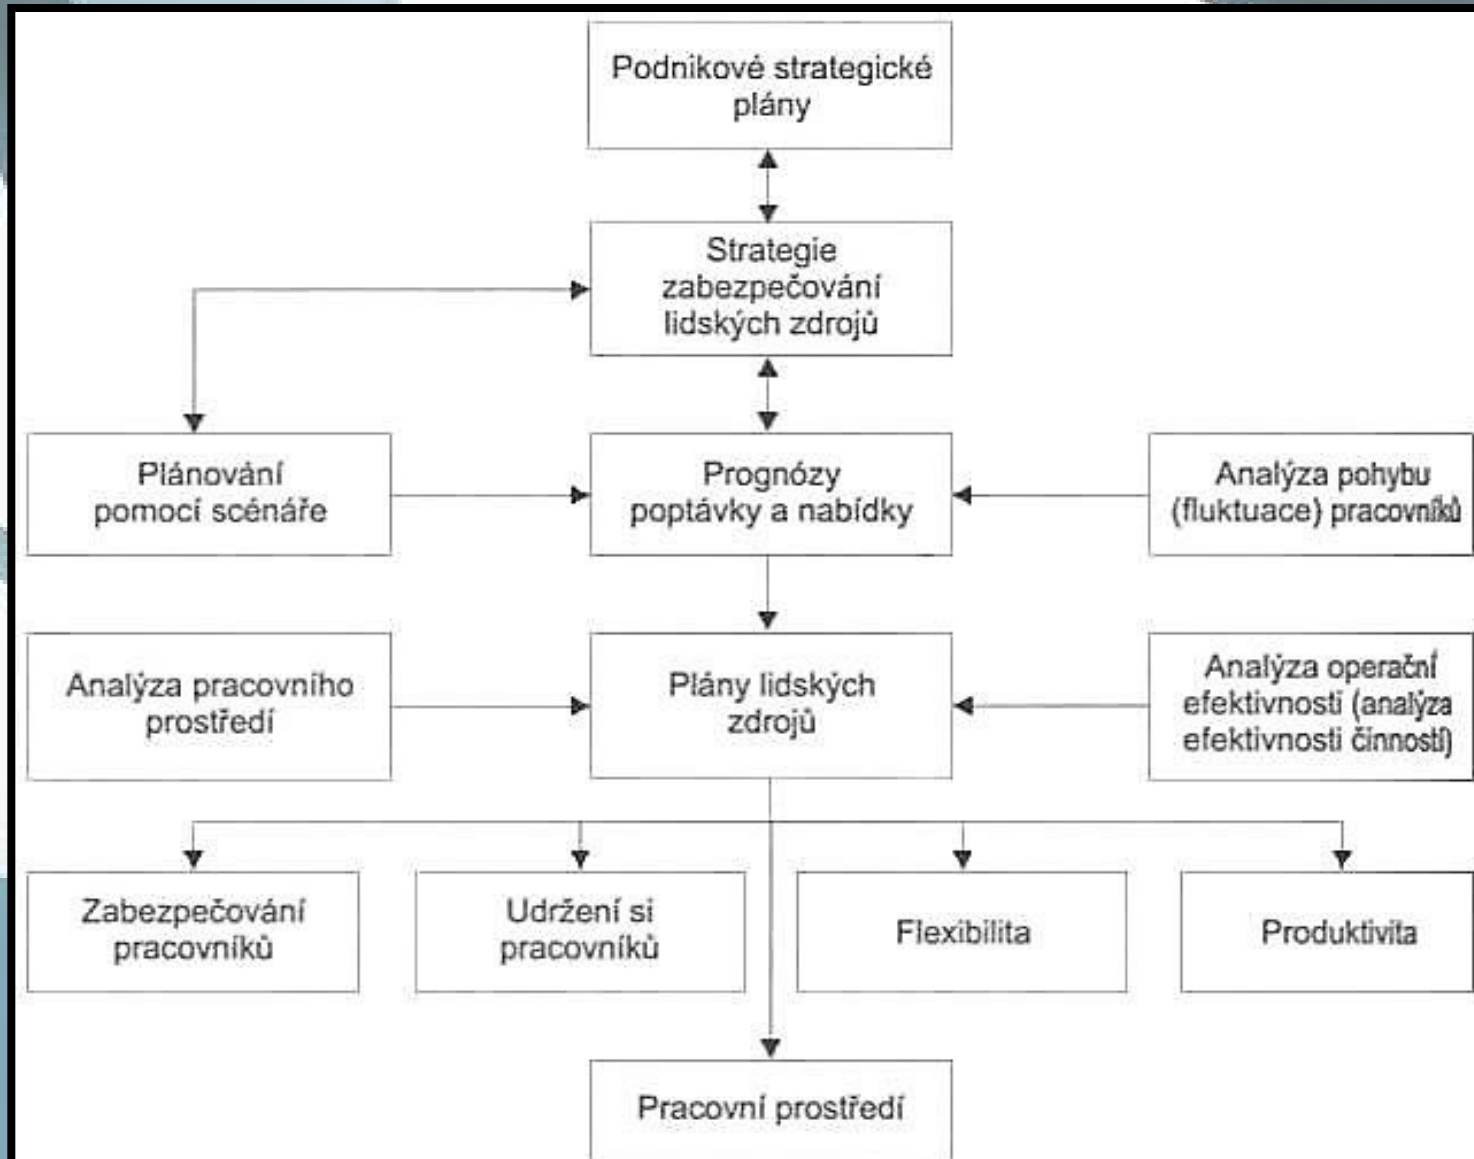 Podnikové strategické
plány
Strategie
zabezpečování
lidských zdrojů
Plánování
pomocí scénáře
Prognózy
poptávky a nabídky
Analýza pohybu
(fluktuace) pracovníků
Analýza pracovního
prostředí
Plány lidských
zdrojů
Analýza operační
efektivnosti (analýza
efektivnosti činností)
Zabezpečování
pracovníků
Udržení si
pracovníků
Flexibilita
Produktivita
Pracovní prostředí